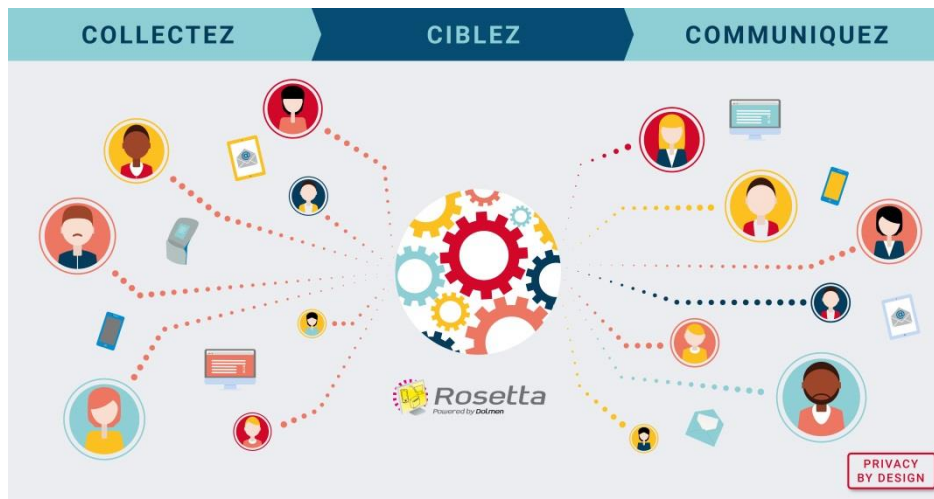 COLLECTEZ
CIBLEZ
COMMUNIQUEZ
Rosetta
Powered by Dolmen
PRIVACY
BY DESIGN